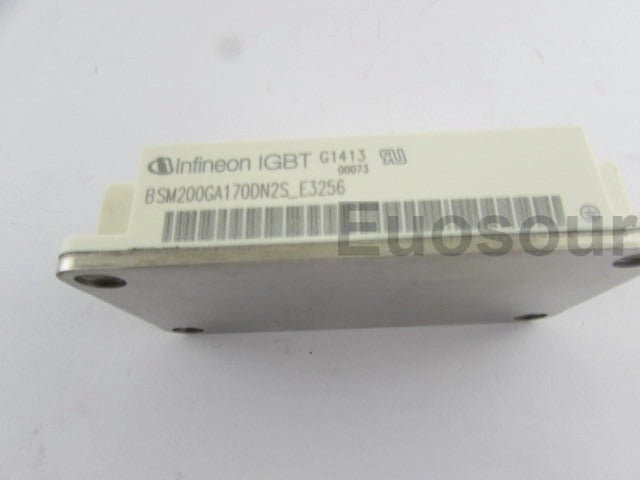 Infineon IGBT G1413
00073
BSM200GA170DN2S_E3256
Euosour